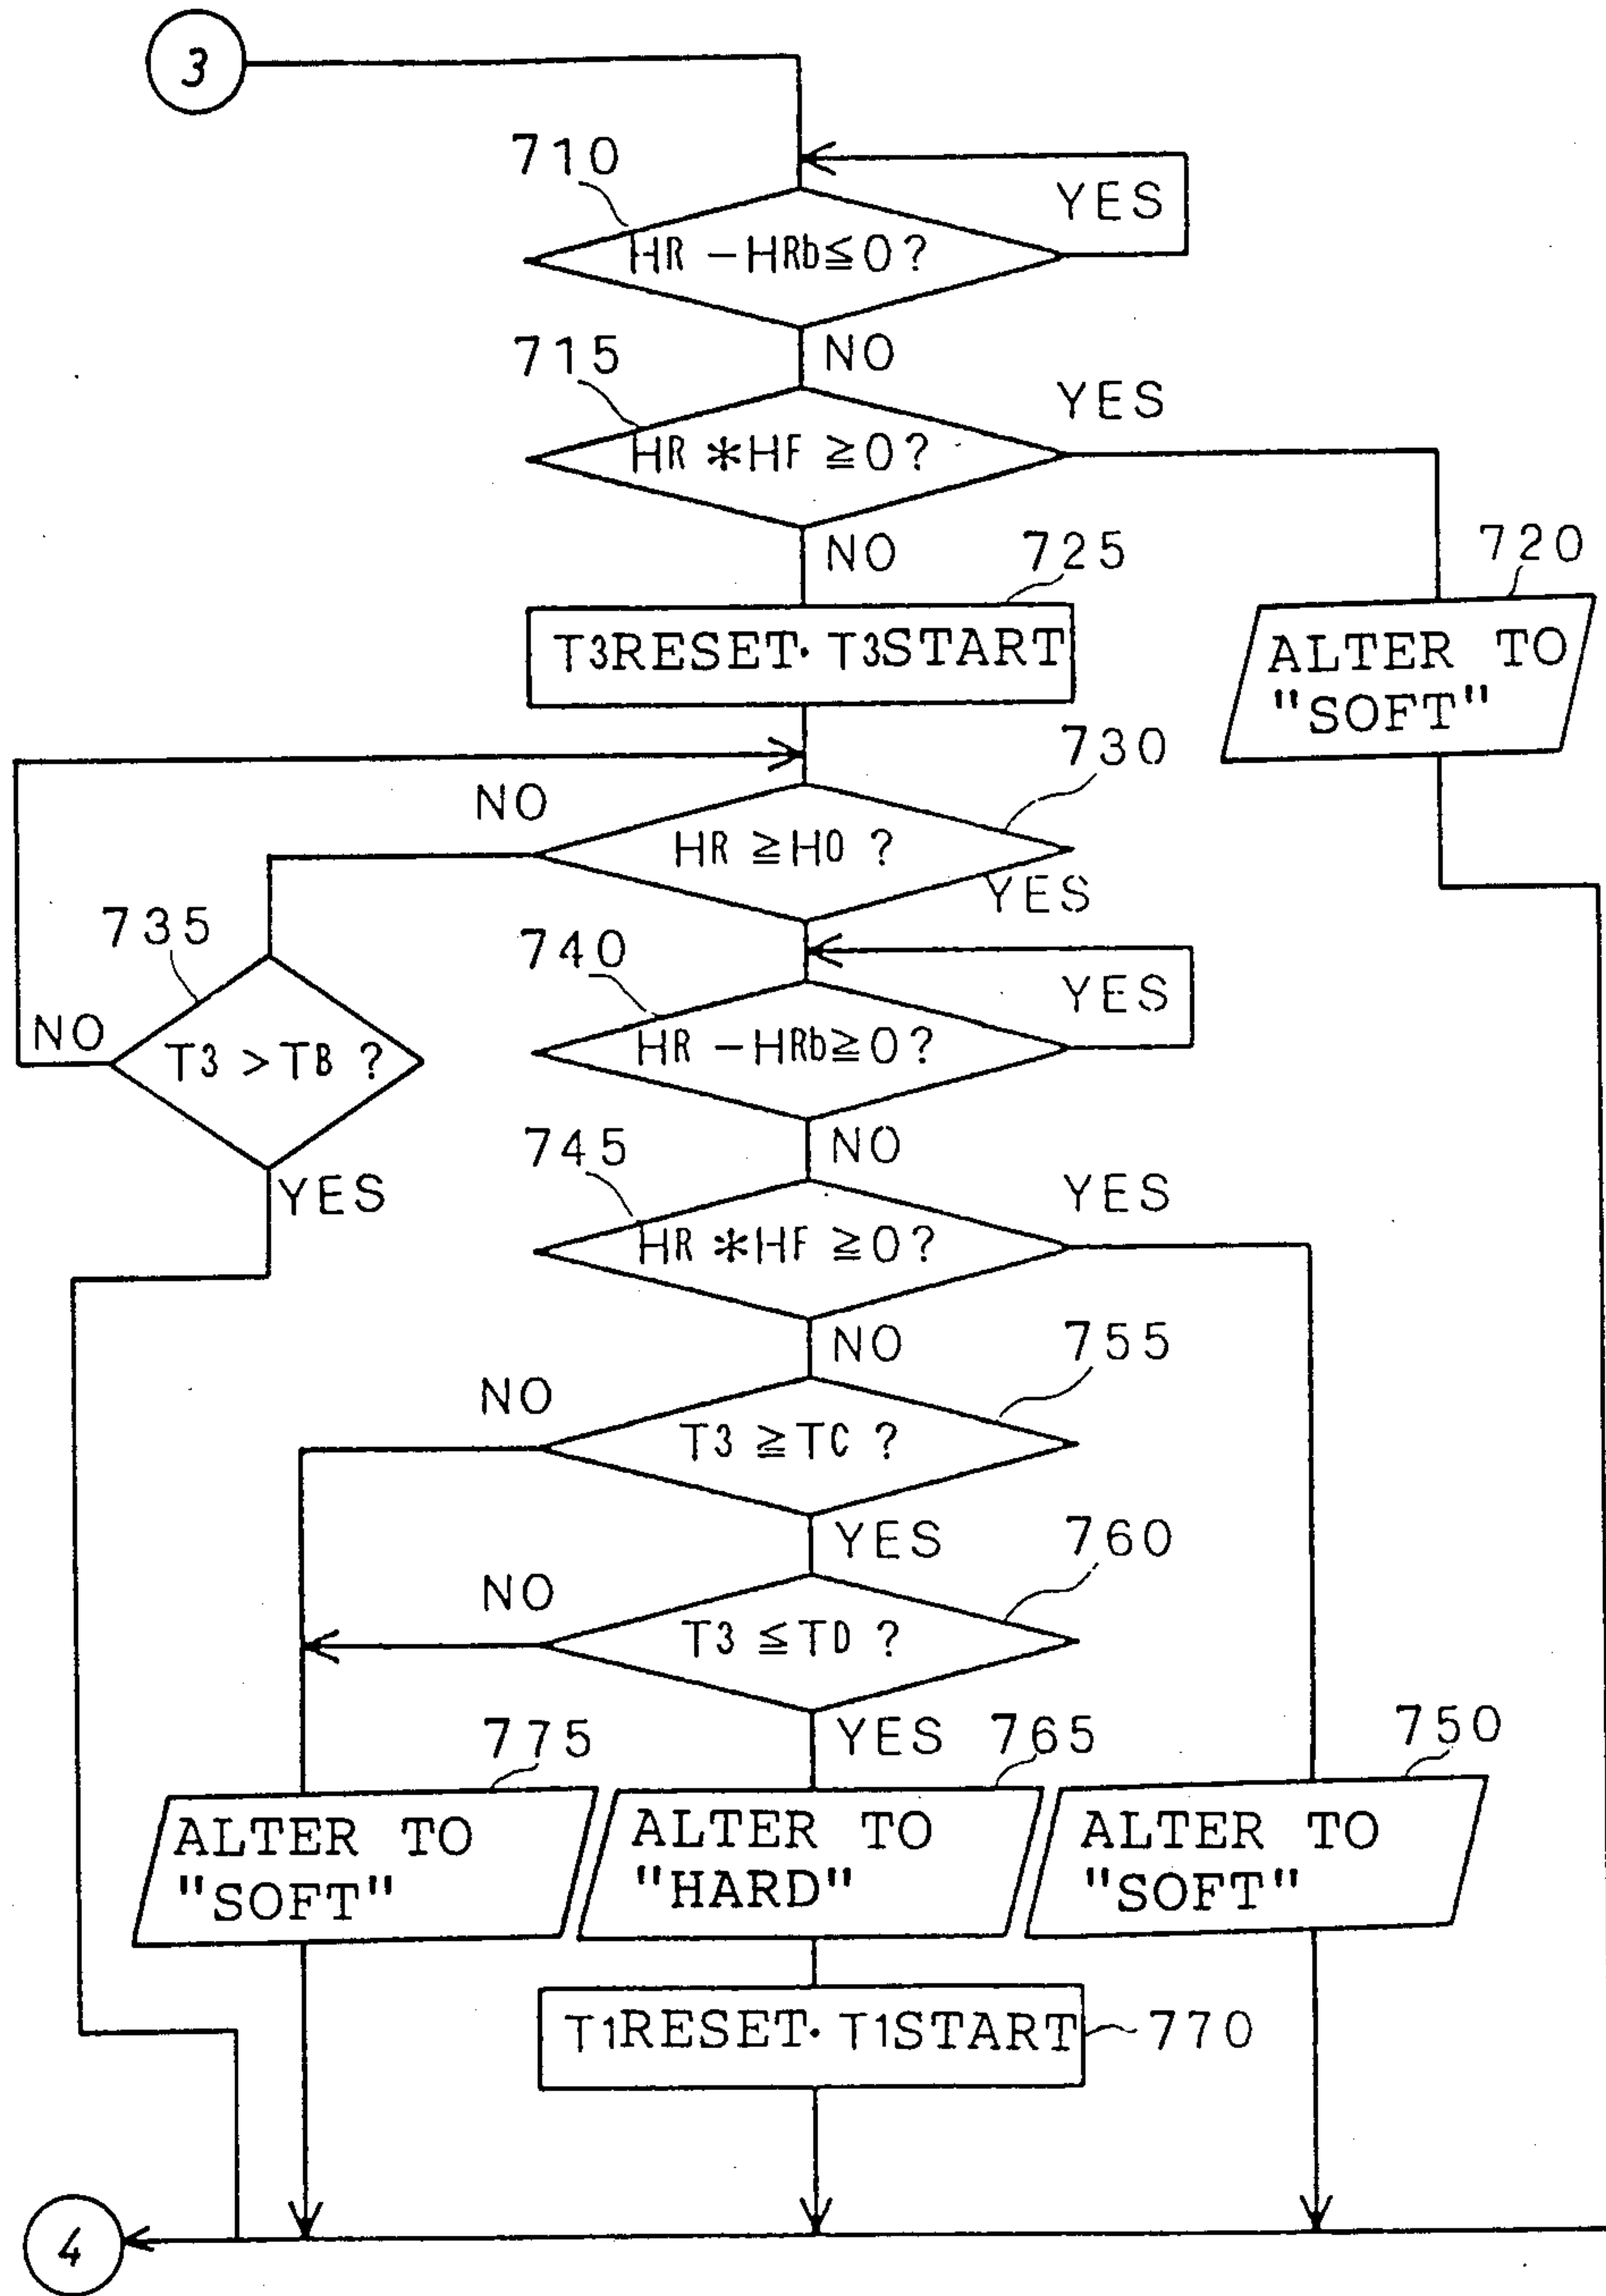 3
710
YES
HR -HRb≦0?
NO
715
YES
HR *HF ≧0?
NO
725
720
T3RESET· T3START
ALTER TO
"SOFT"
730
NO
HR ≧H0 ?
YES
735
740
YES
NO
T3 >TB ?
HR -HRb≧0?
NO
745
YES
YES
HR *HF ≧0?
NO
755
NO
T3 ≧TC ?
YES
760
NO
T3 ≦TD ?
YES
775
765
750
ALTER TO
"SOFT"
ALTER TO
"HARD"
ALTER TO
"SOFT"
T1RESET· T1START
770
4